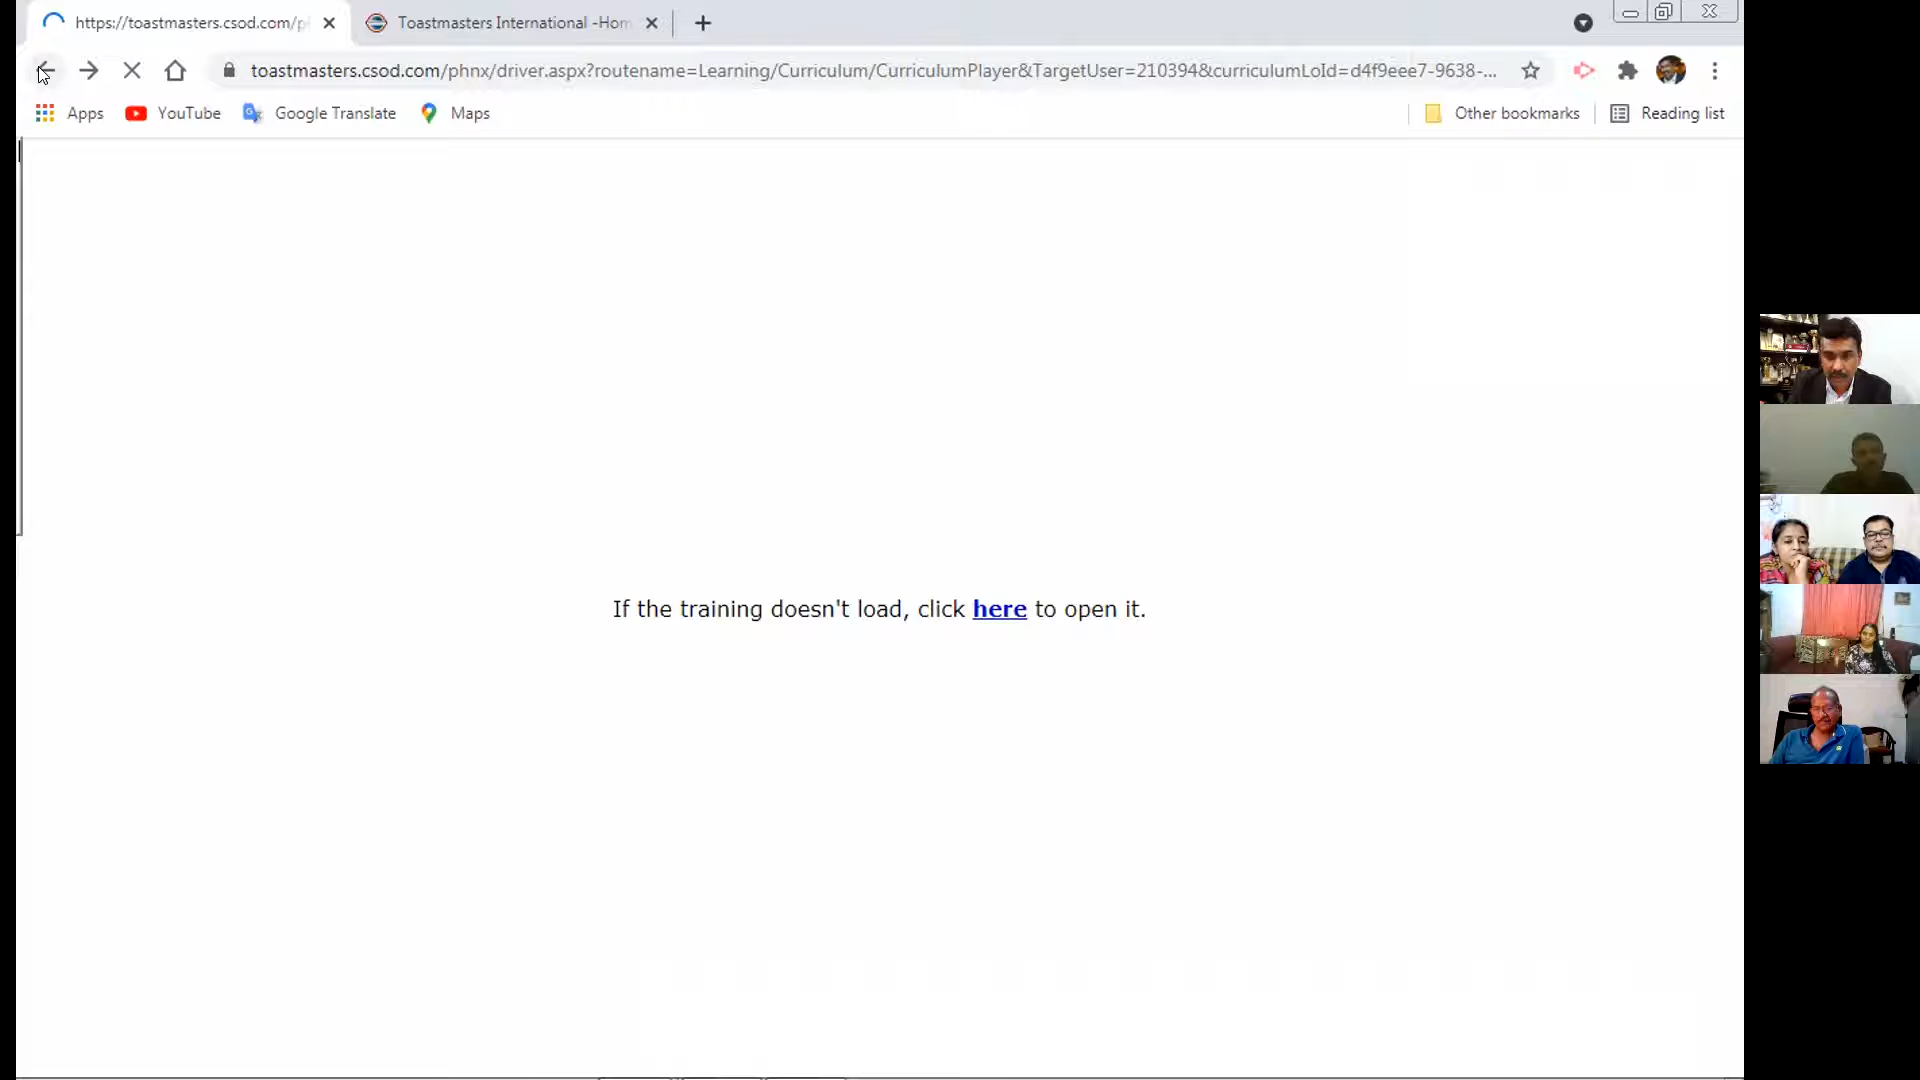 https://toastmasters.csod.com/p
Toastmasters International -Hom
toastmasters.csod.com/phnx/driver.aspx?routename=Learning/Curriculum/CurriculumPlayer&TargetUser=210394&curriculumLoId=d4f9eee7-9638-...
Apps
YouTube
Google Translate
Maps
Other bookmarks
Reading list
If the training doesn't load, click here to open it.